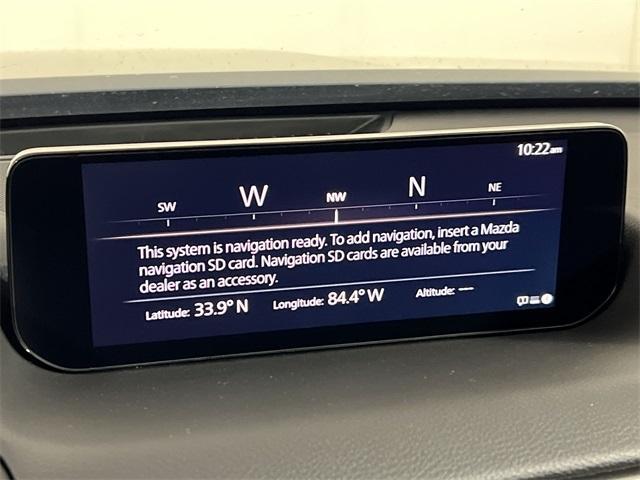 10:22am
SW W NW N NE
This system is navigation ready. To add navigation, insert a Mazda
navigation SD card. Navigation SD cards are available from your
dealer as an accessory.
Latitude: 33.9° N Longitude: 84.4° W Altitude: ---